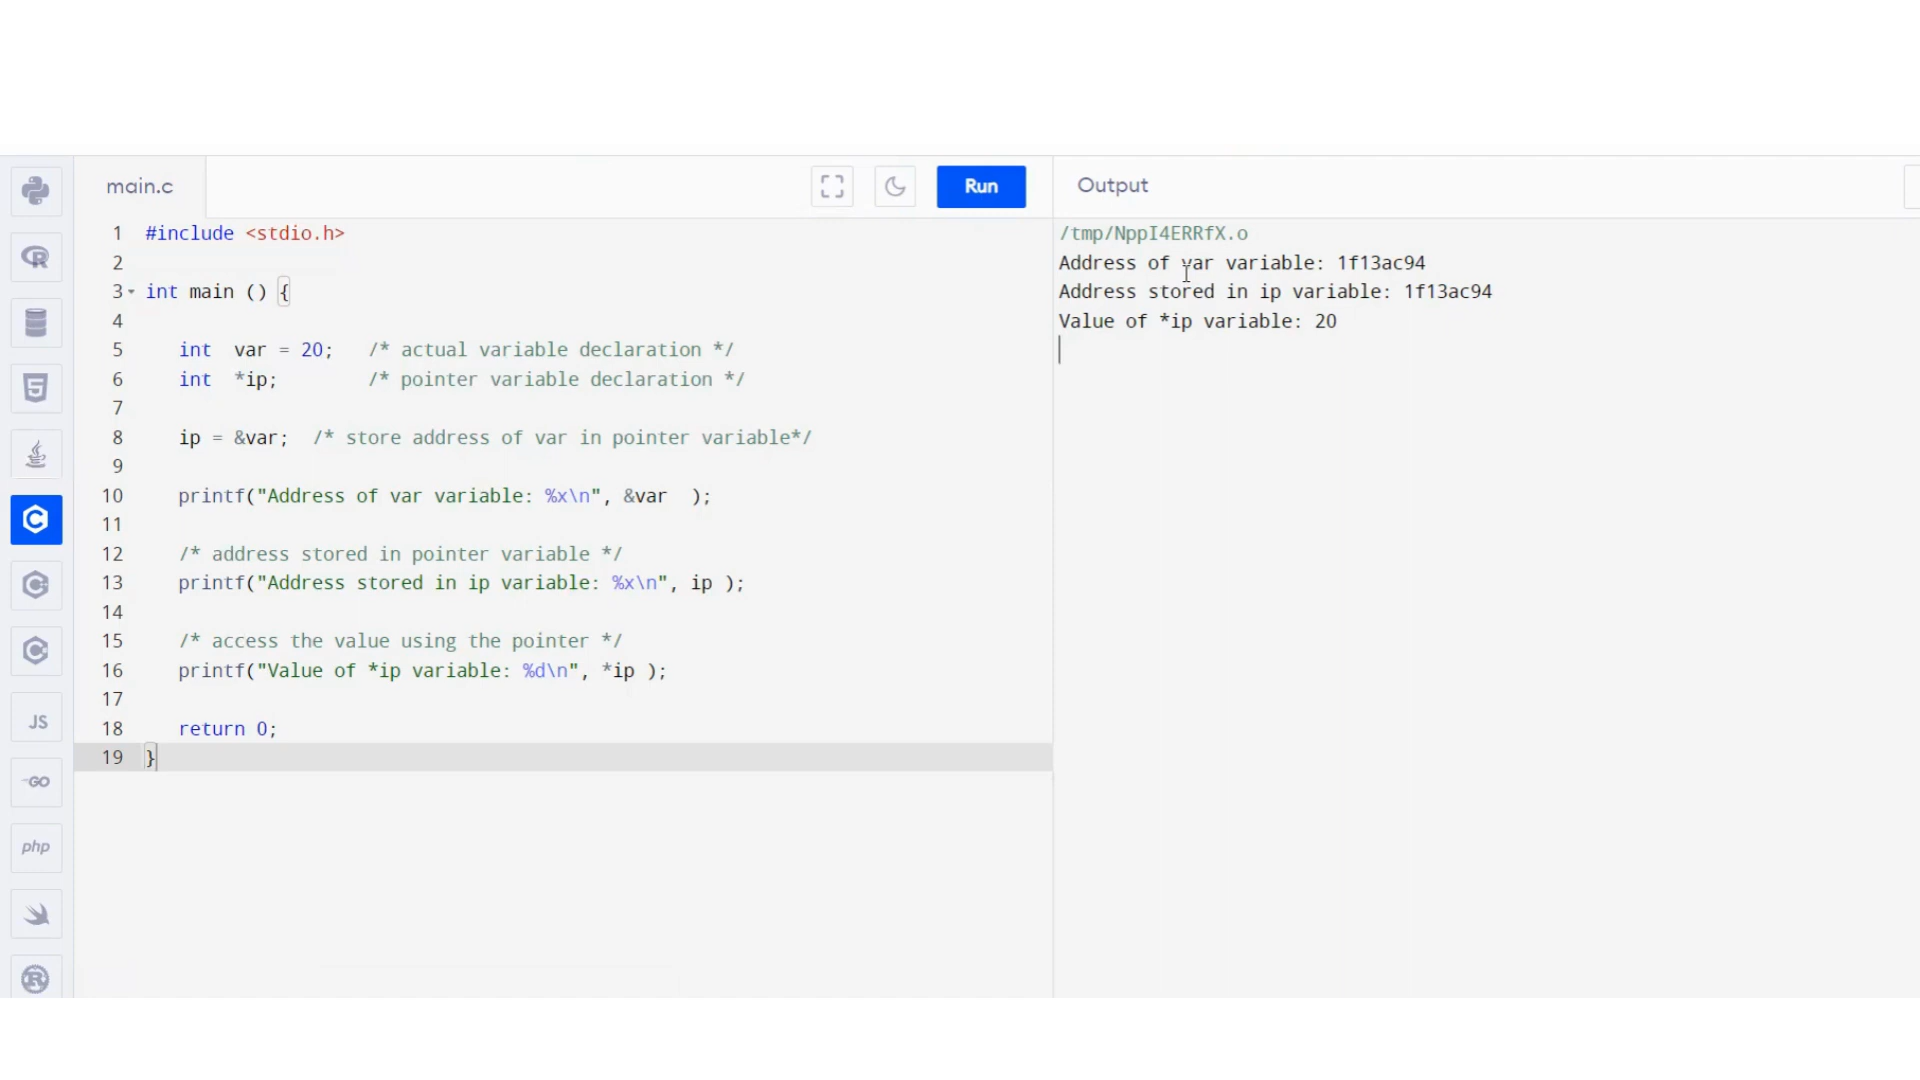 main.c
Run
Output
1 #include <stdio.h>
2
3 int main () {
4
5 int var = 20; /* actual variable declaration */
6 int *ip; /* pointer variable declaration */
7
8 ip = &var; /* store address of var in pointer variable*/
9
10 printf("Address of var variable: %x\n", &var );
11
12 /* address stored in pointer variable */
13 printf("Address stored in ip variable: %x\n", ip );
14
15 /* access the value using the pointer */
16 printf("Value of *ip variable: %d\n", *ip );
17
18 return 0;
19 }
/tmp/NppI4ERRfX.o
Address of var variable: 1f13ac94
Address stored in ip variable: 1f13ac94
Value of *ip variable: 20
R
5
C
C
C
JS
GO
php
R